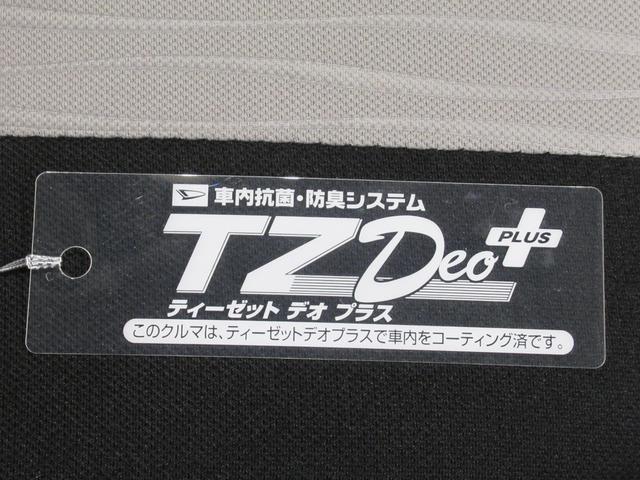 車内抗菌・防臭システム
TZ Deo PLUS
ティーゼット デオ プラス
このクルマは、ティーゼットデオプラスで車内をコーティング済です。